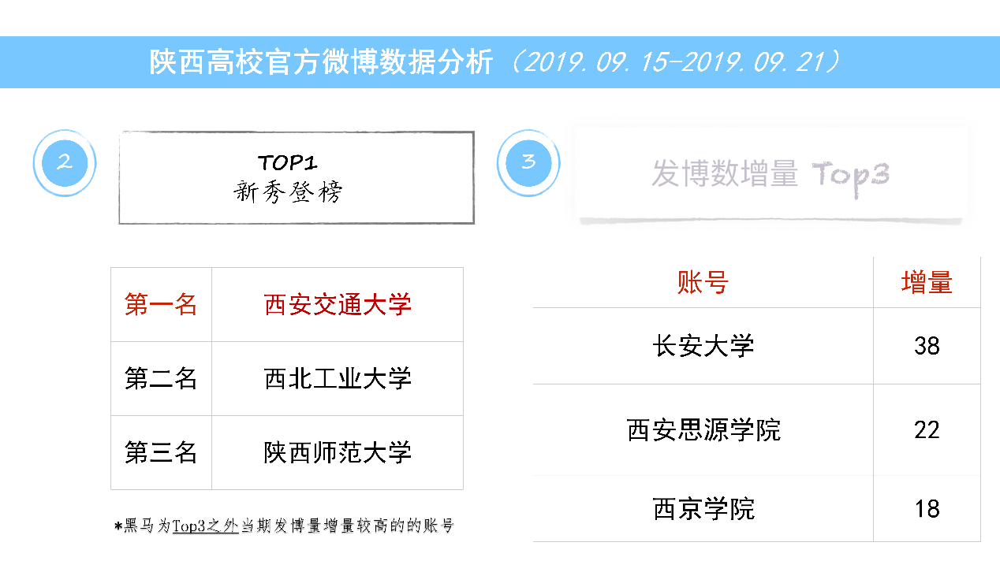 陕西高校官方微博数据分析（2019.09.15-2019.09.21）
2
TOP1
新秀登榜
第一名 西安交通大学
第二名 西北工业大学
第三名 陕西师范大学
*黑马为Top3之外当期发博量增量较高的的账号
3
发博数增量 Top3
账号 增量
长安大学 38
西安思源学院 22
西京学院 18